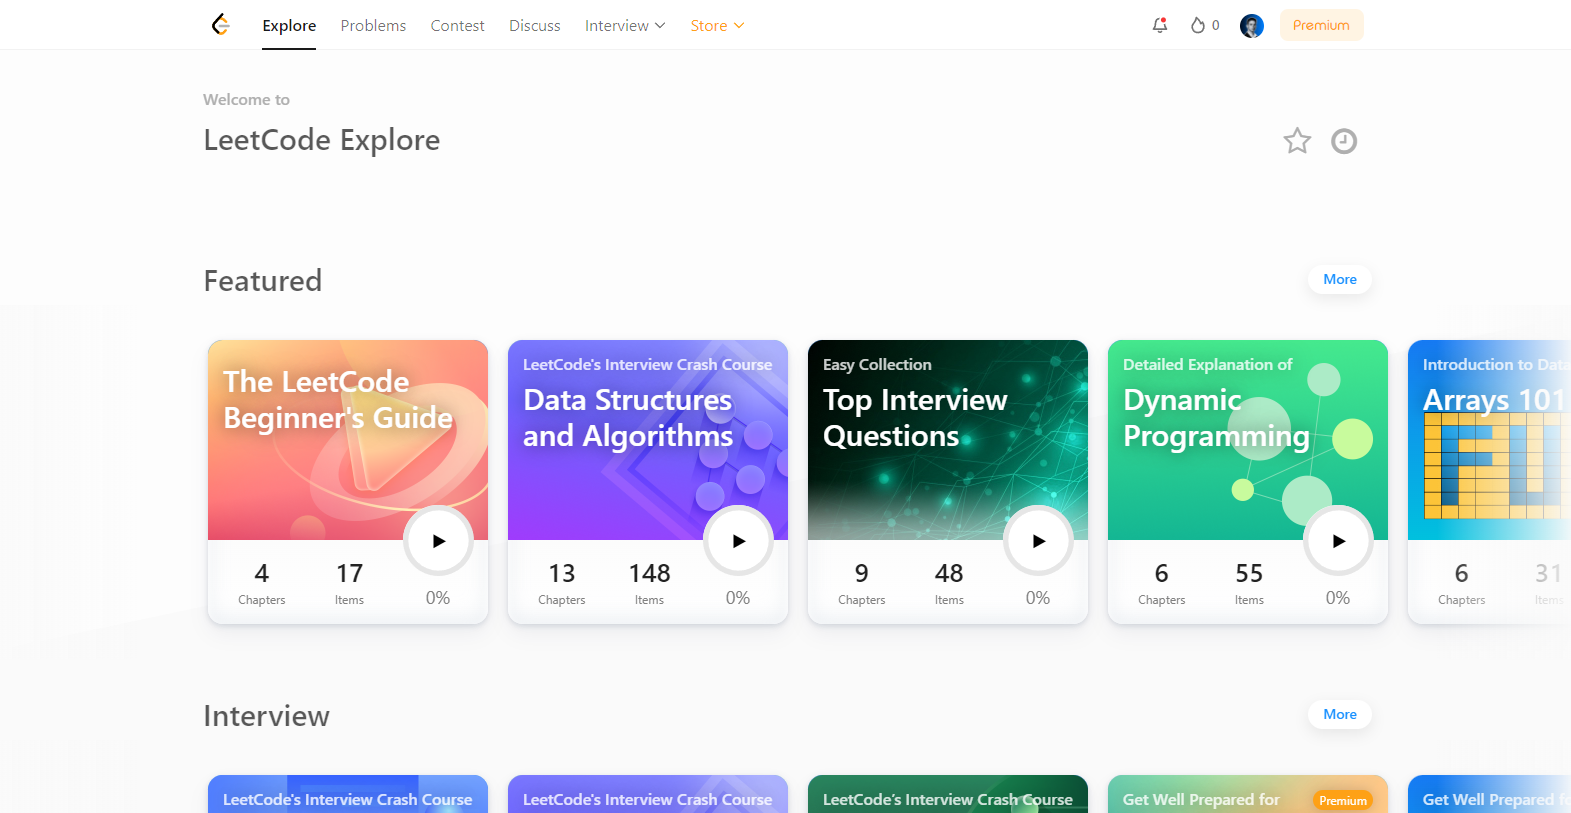 Explore
Problems
Contest
Discuss
Interview
Store
0
Premium
Welcome to
LeetCode Explore
Featured
More
The LeetCode
Beginner's Guide
4
Chapters
17
Items
0%
LeetCode's Interview Crash Course
Data Structures
and Algorithms
13
Chapters
148
Items
0%
Easy Collection
Top Interview
Questions
9
Chapters
48
Items
0%
Detailed Explanation of
Dynamic
Programming
6
Chapters
55
Items
0%
Introduction to Data
Arrays 101
6
Chapters
31
Items
Interview
More
LeetCode's Interview Crash Course
LeetCode's Interview Crash Course
LeetCode's Interview Crash Course
Get Well Prepared for
Premium
Get Well Prepared for